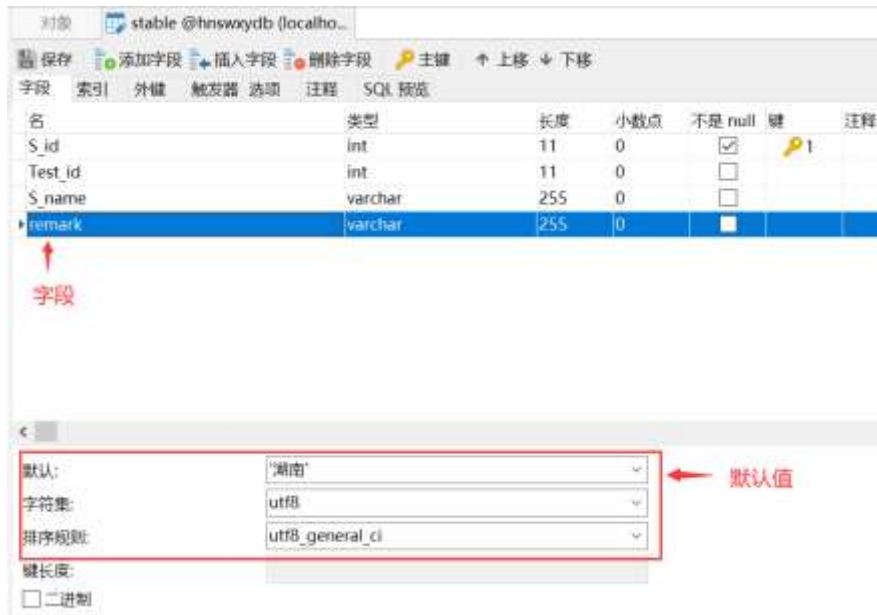 对象 stable @hnswxydb (localho...
保存 添加字段 插入字段 删除字段 主键 上移 下移
字段 索引 外键 触发器 选项 注释 SQL 预览
名 类型 长度 小数点 不是 null 键 注释
S_id int 11 0 1
Test_id int 11 0
S_name varchar 255 0
remark varchar 255 0
字段
默认: '湖南'
默认值
字符集: utf8
排序规则: utf8_general_ci
键长度:
二进制